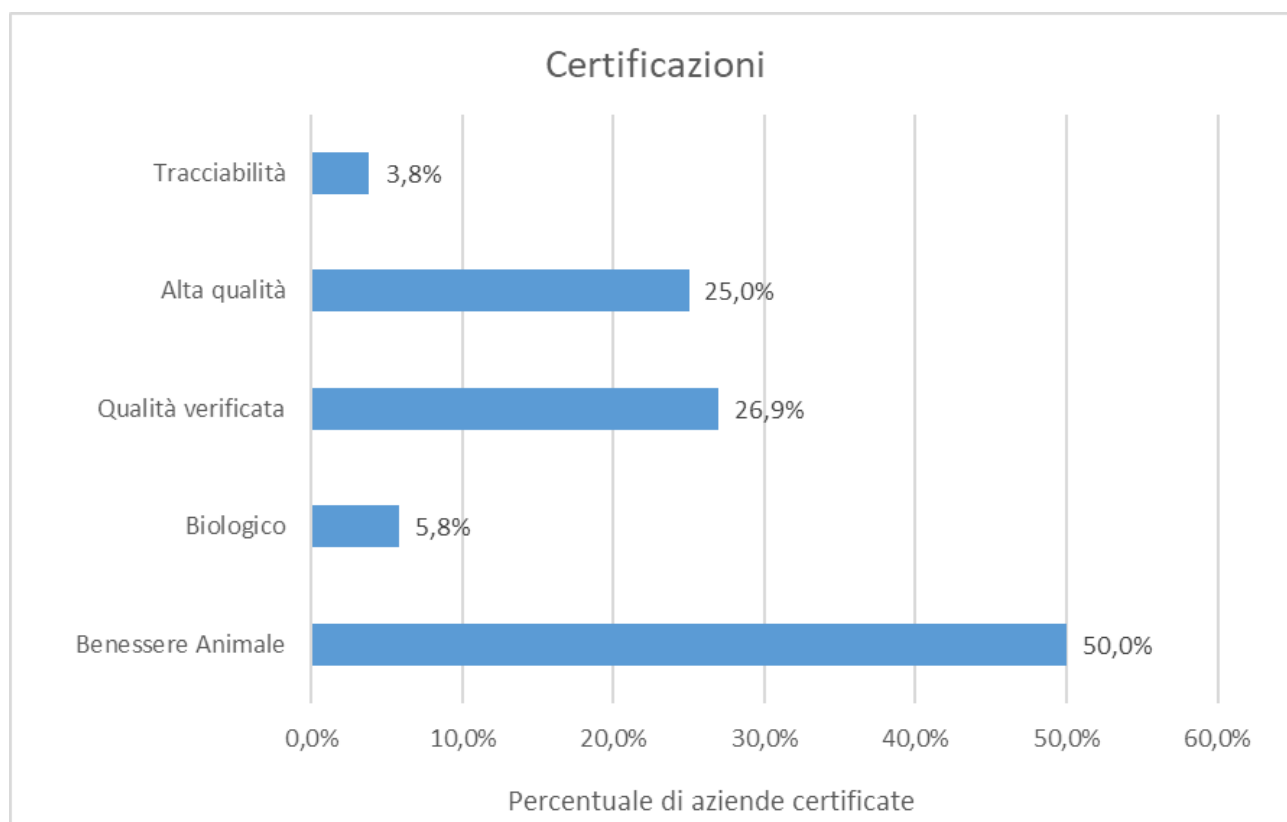 Certificazioni
Tracciabilità
3,8%
Alta qualità
25,0%
Qualità verificata
26,9%
Biologico
5,8%
Benessere Animale
50,0%
0,0% 10,0% 20,0% 30,0% 40,0% 50,0% 60,0%
Percentuale di aziende certificate